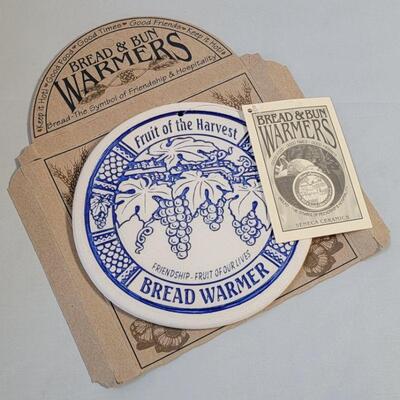 Keep it Hot! • Good Food • Good Times • Good Friends • Keep it Hot!
BREAD & BUN
WARMERS
Bread-The Symbol of Friendship & Hospitality!
Fruit of the Harvest
FRIENDSHIP - FRUIT OF OUR LIVES
BREAD WARMER
BREAD & BUN
WARMERS
SENECA CERAMICS